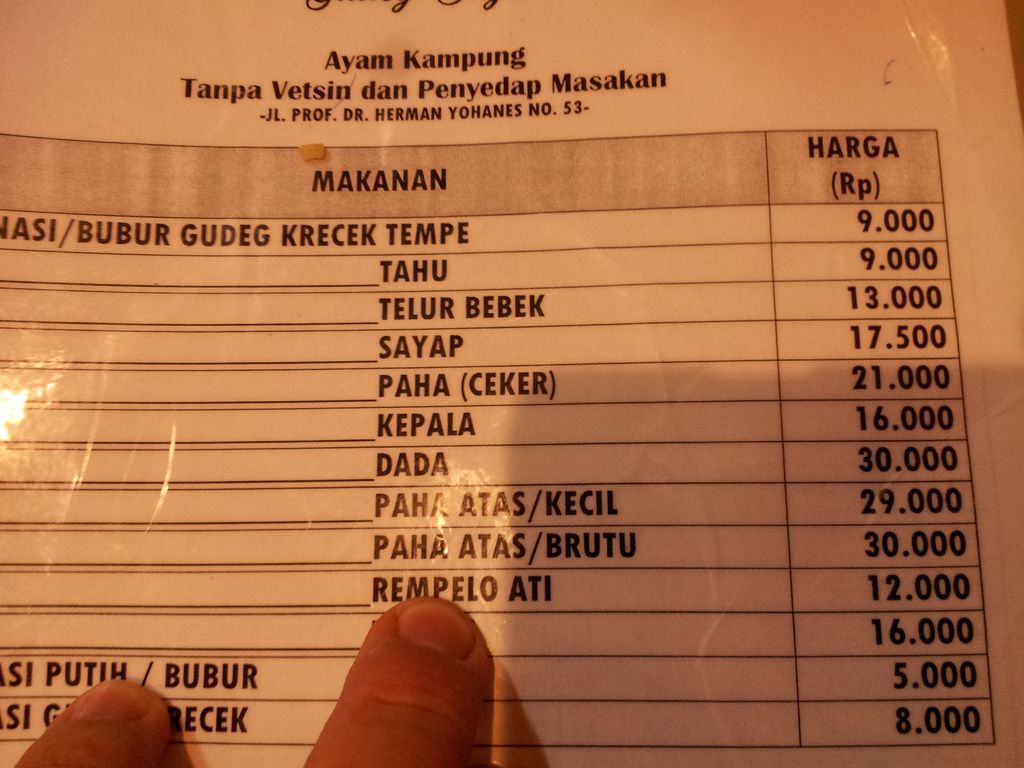 Ayam Kampung
Tanpa Vetsin dan Penyedap Masakan
-JL. PROF. DR. HERMAN YOHANES NO. 53-
MAKANAN HARGA (Rp)
NASI/BUBUR GUDEG KRECEK TEMPE 9.000
TAHU 9.000
TELUR BEBEK 13.000
SAYAP 17.500
PAHA (CEKER) 21.000
KEPALA 16.000
DADA 30.000
PAHA ATAS/KECIL 29.000
PAHA ATAS/BRUTU 30.000
REMPELO ATI 12.000
16.000
ASI PUTIH / BUBUR 5.000
ASI G RECEK 8.000